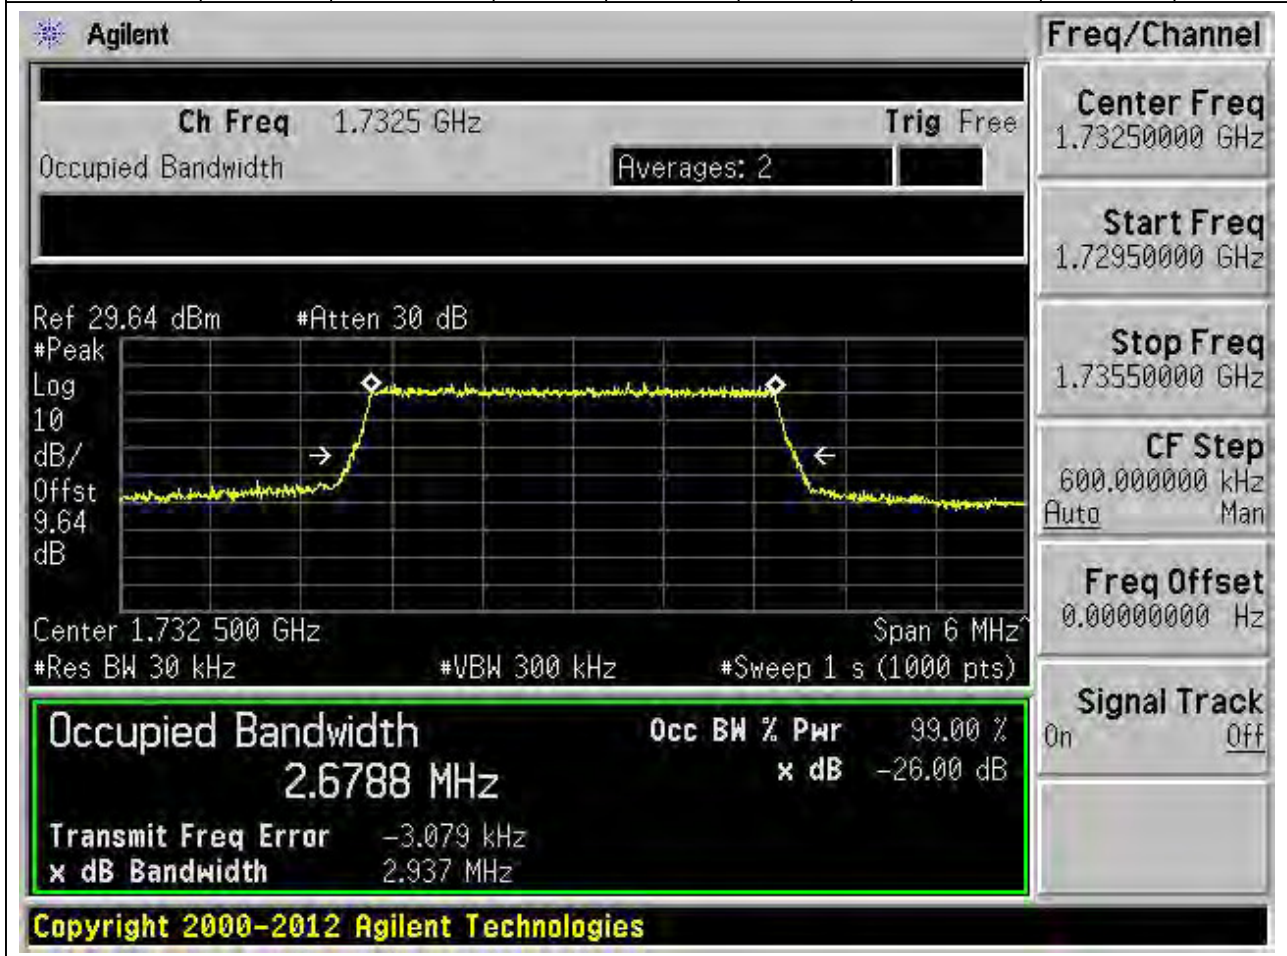 Agilent
Freq/Channel
Ch Freq 1.7325 GHz Trig Free
Occupied Bandwidth Averages: 2
Center Freq
1.73250000 GHz
Start Freq
1.72950000 GHz
Stop Freq
1.73550000 GHz
CF Step
600.000000 kHz
Auto Man
Freq Offset
0.00000000 Hz
Signal Track
On Off
Ref 29.64 dBm #Atten 30 dB
#Peak
Log
10
dB/
Offst
9.64
dB
Center 1.732 500 GHz Span 6 MHz^
#Res BW 30 kHz #VBW 300 kHz #Sweep 1 s (1000 pts)
Occupied Bandwidth Occ BW % Pwr 99.00 %
2.6788 MHz x dB -26.00 dB
Transmit Freq Error -3.079 kHz
x dB Bandwidth 2.937 MHz
Copyright 2000-2012 Agilent Technologies